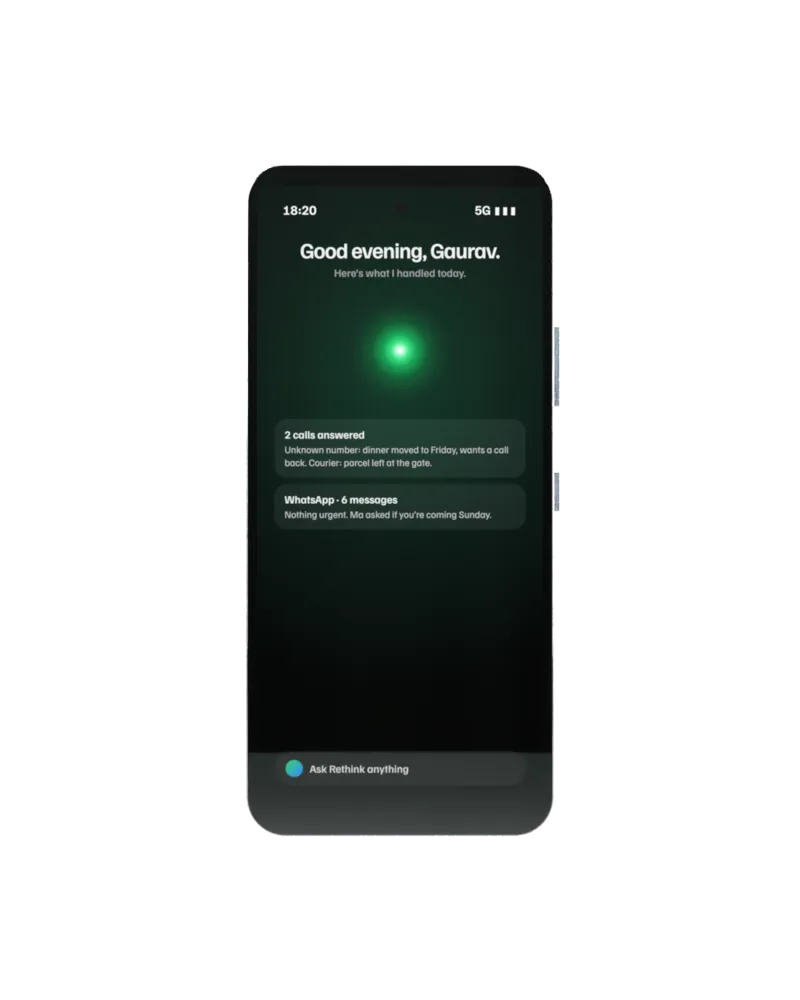 18:20
5G
Good evening, Gaurav.
Here's what I handled today.
2 calls answered
Unknown number: dinner moved to Friday, wants a call
back. Courier: parcel left at the gate.
WhatsApp · 6 messages
Nothing urgent. Ma asked if you're coming Sunday.
Ask Rethink anything